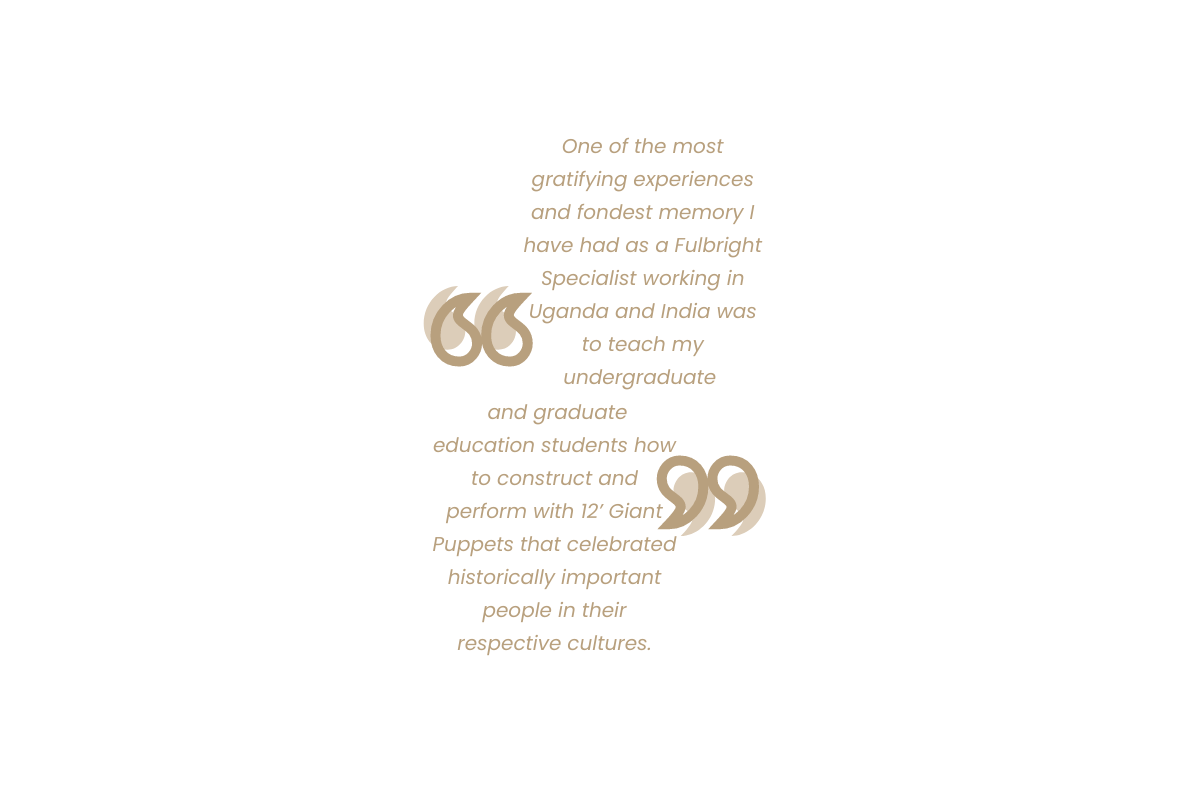 One of the most
gratifying experiences
and fondest memory I
have had as a Fulbright
Specialist working in
Uganda and India was
to teach my
undergraduate
and graduate
education students how
to construct and
perform with 12’ Giant
Puppets that celebrated
historically important
people in their
respective cultures.